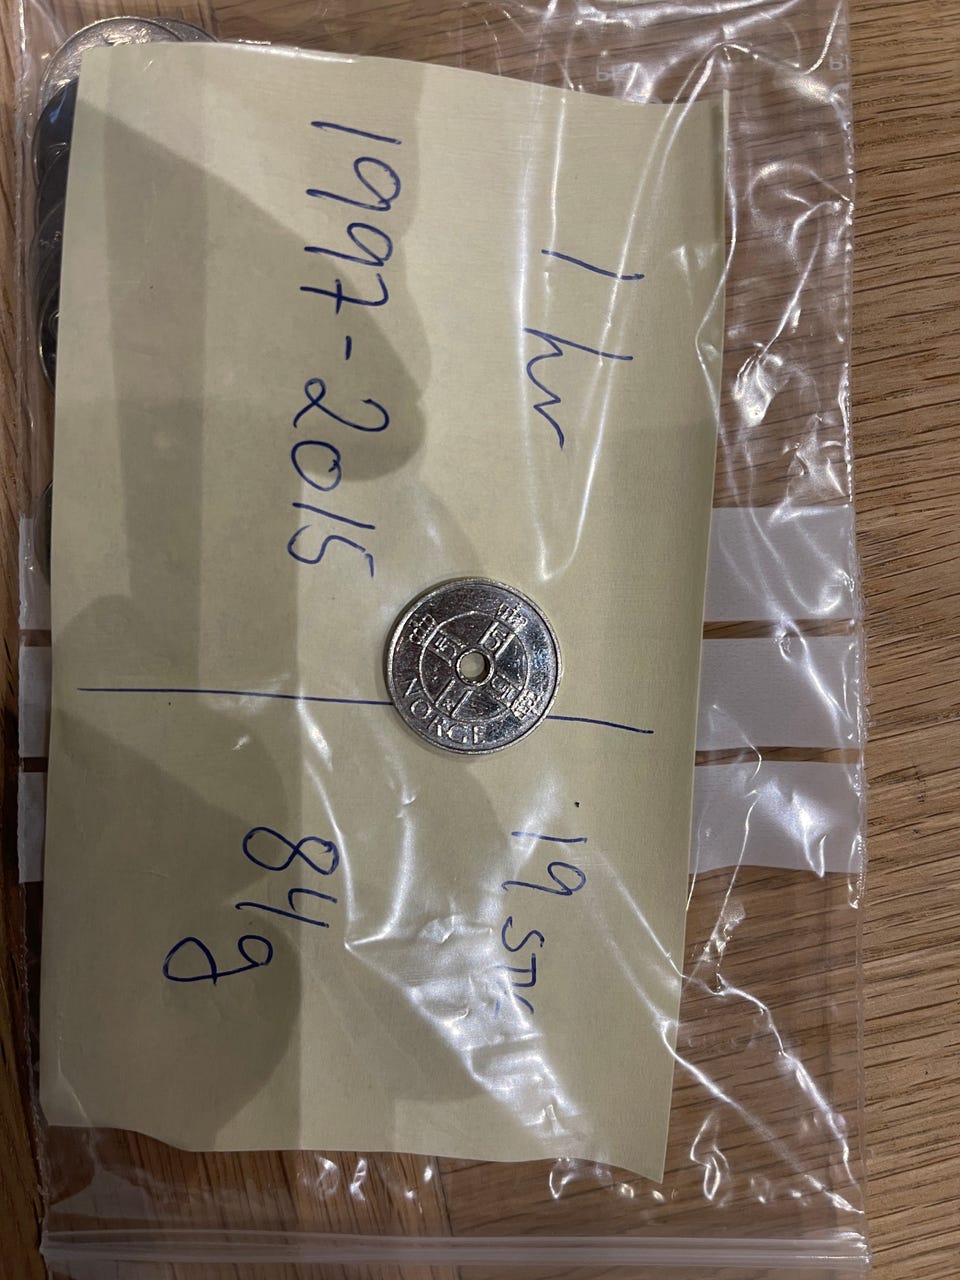 1 kr
1997-2015
19 STK
84g
NORGE